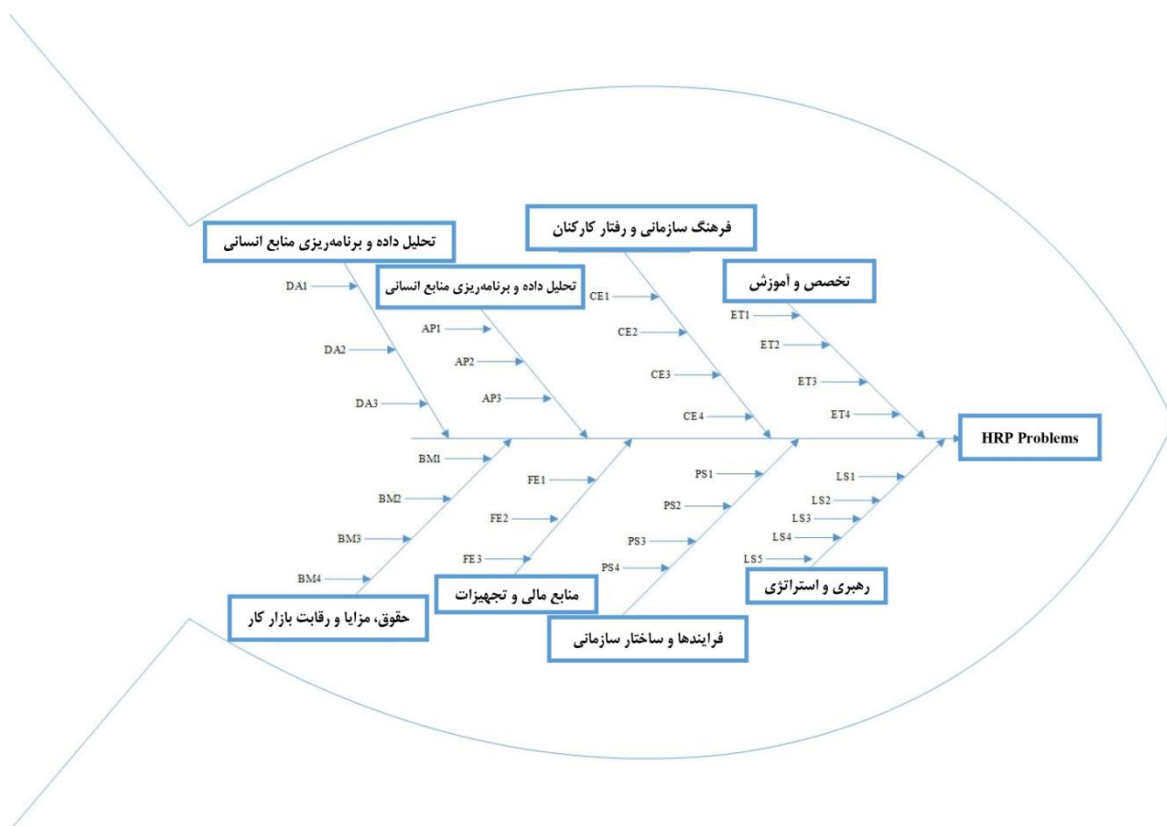 فرهنگ سازمانی و رفتار کارکنان
تحلیل داده و برنامه‌ریزی منابع انسانی
تحلیل داده و برنامه‌ریزی منابع انسانی
تخصص و آموزش
DA1
DA2
DA3
AP1
AP2
AP3
CE1
CE2
CE3
CE4
ET1
ET2
ET3
ET4
HRP Problems
BM1
BM2
BM3
BM4
FE1
FE2
FE3
PS1
PS2
PS3
PS4
LS1
LS2
LS3
LS4
LS5
حقوق، مزایا و رقابت بازار کار
منابع مالی و تجهیزات
فرایندها و ساختار سازمانی
رهبری و استراتژی